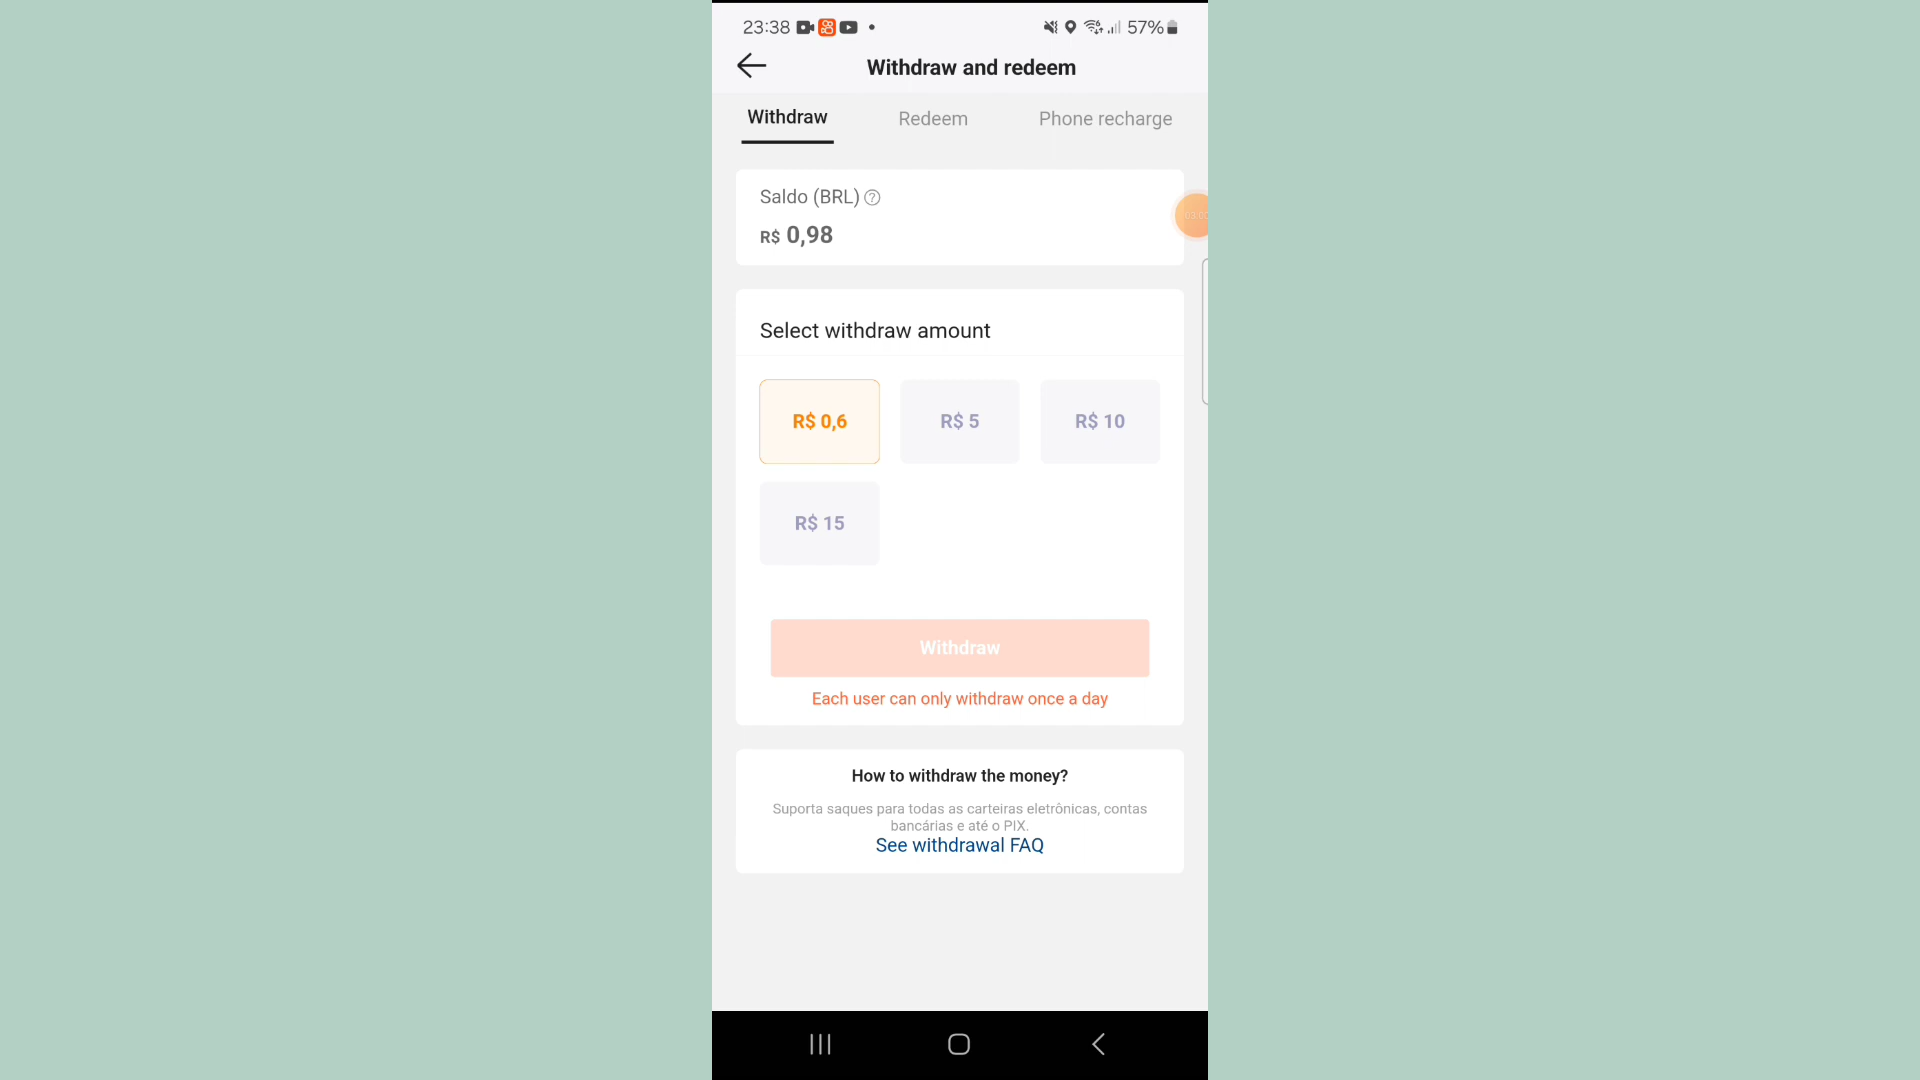 23:38
57%
Withdraw and redeem
Withdraw Redeem Phone recharge
Saldo (BRL) ?
R$ 0,98
Select withdraw amount
R$ 0,6 R$ 5 R$ 10
R$ 15
Withdraw
Each user can only withdraw once a day
How to withdraw the money?
Suporta saques para todas as carteiras eletrônicas, contas
bancárias e até o PIX.
See withdrawal FAQ